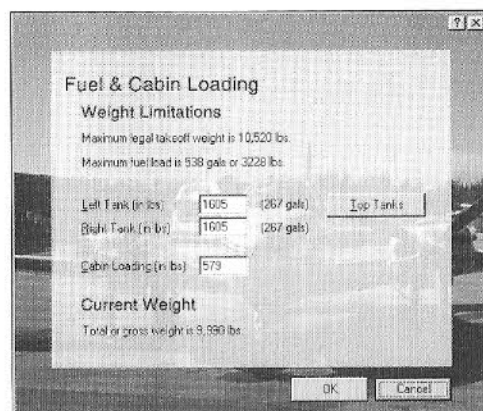 Fuel & Cabin Loading
Weight Limitations
Maximum legal takeoff weight is 10,520 lbs.
Maximum fuel load is 538 gals or 3228 lbs.
Left Tank (in lbs) 1605 (267 gals) Top Tanks
Right Tank (in lbs) 1605 (267 gals)
Cabin Loading (in lbs) 579
Current Weight
Total or gross weight is 9,990 lbs.
OK Cancel